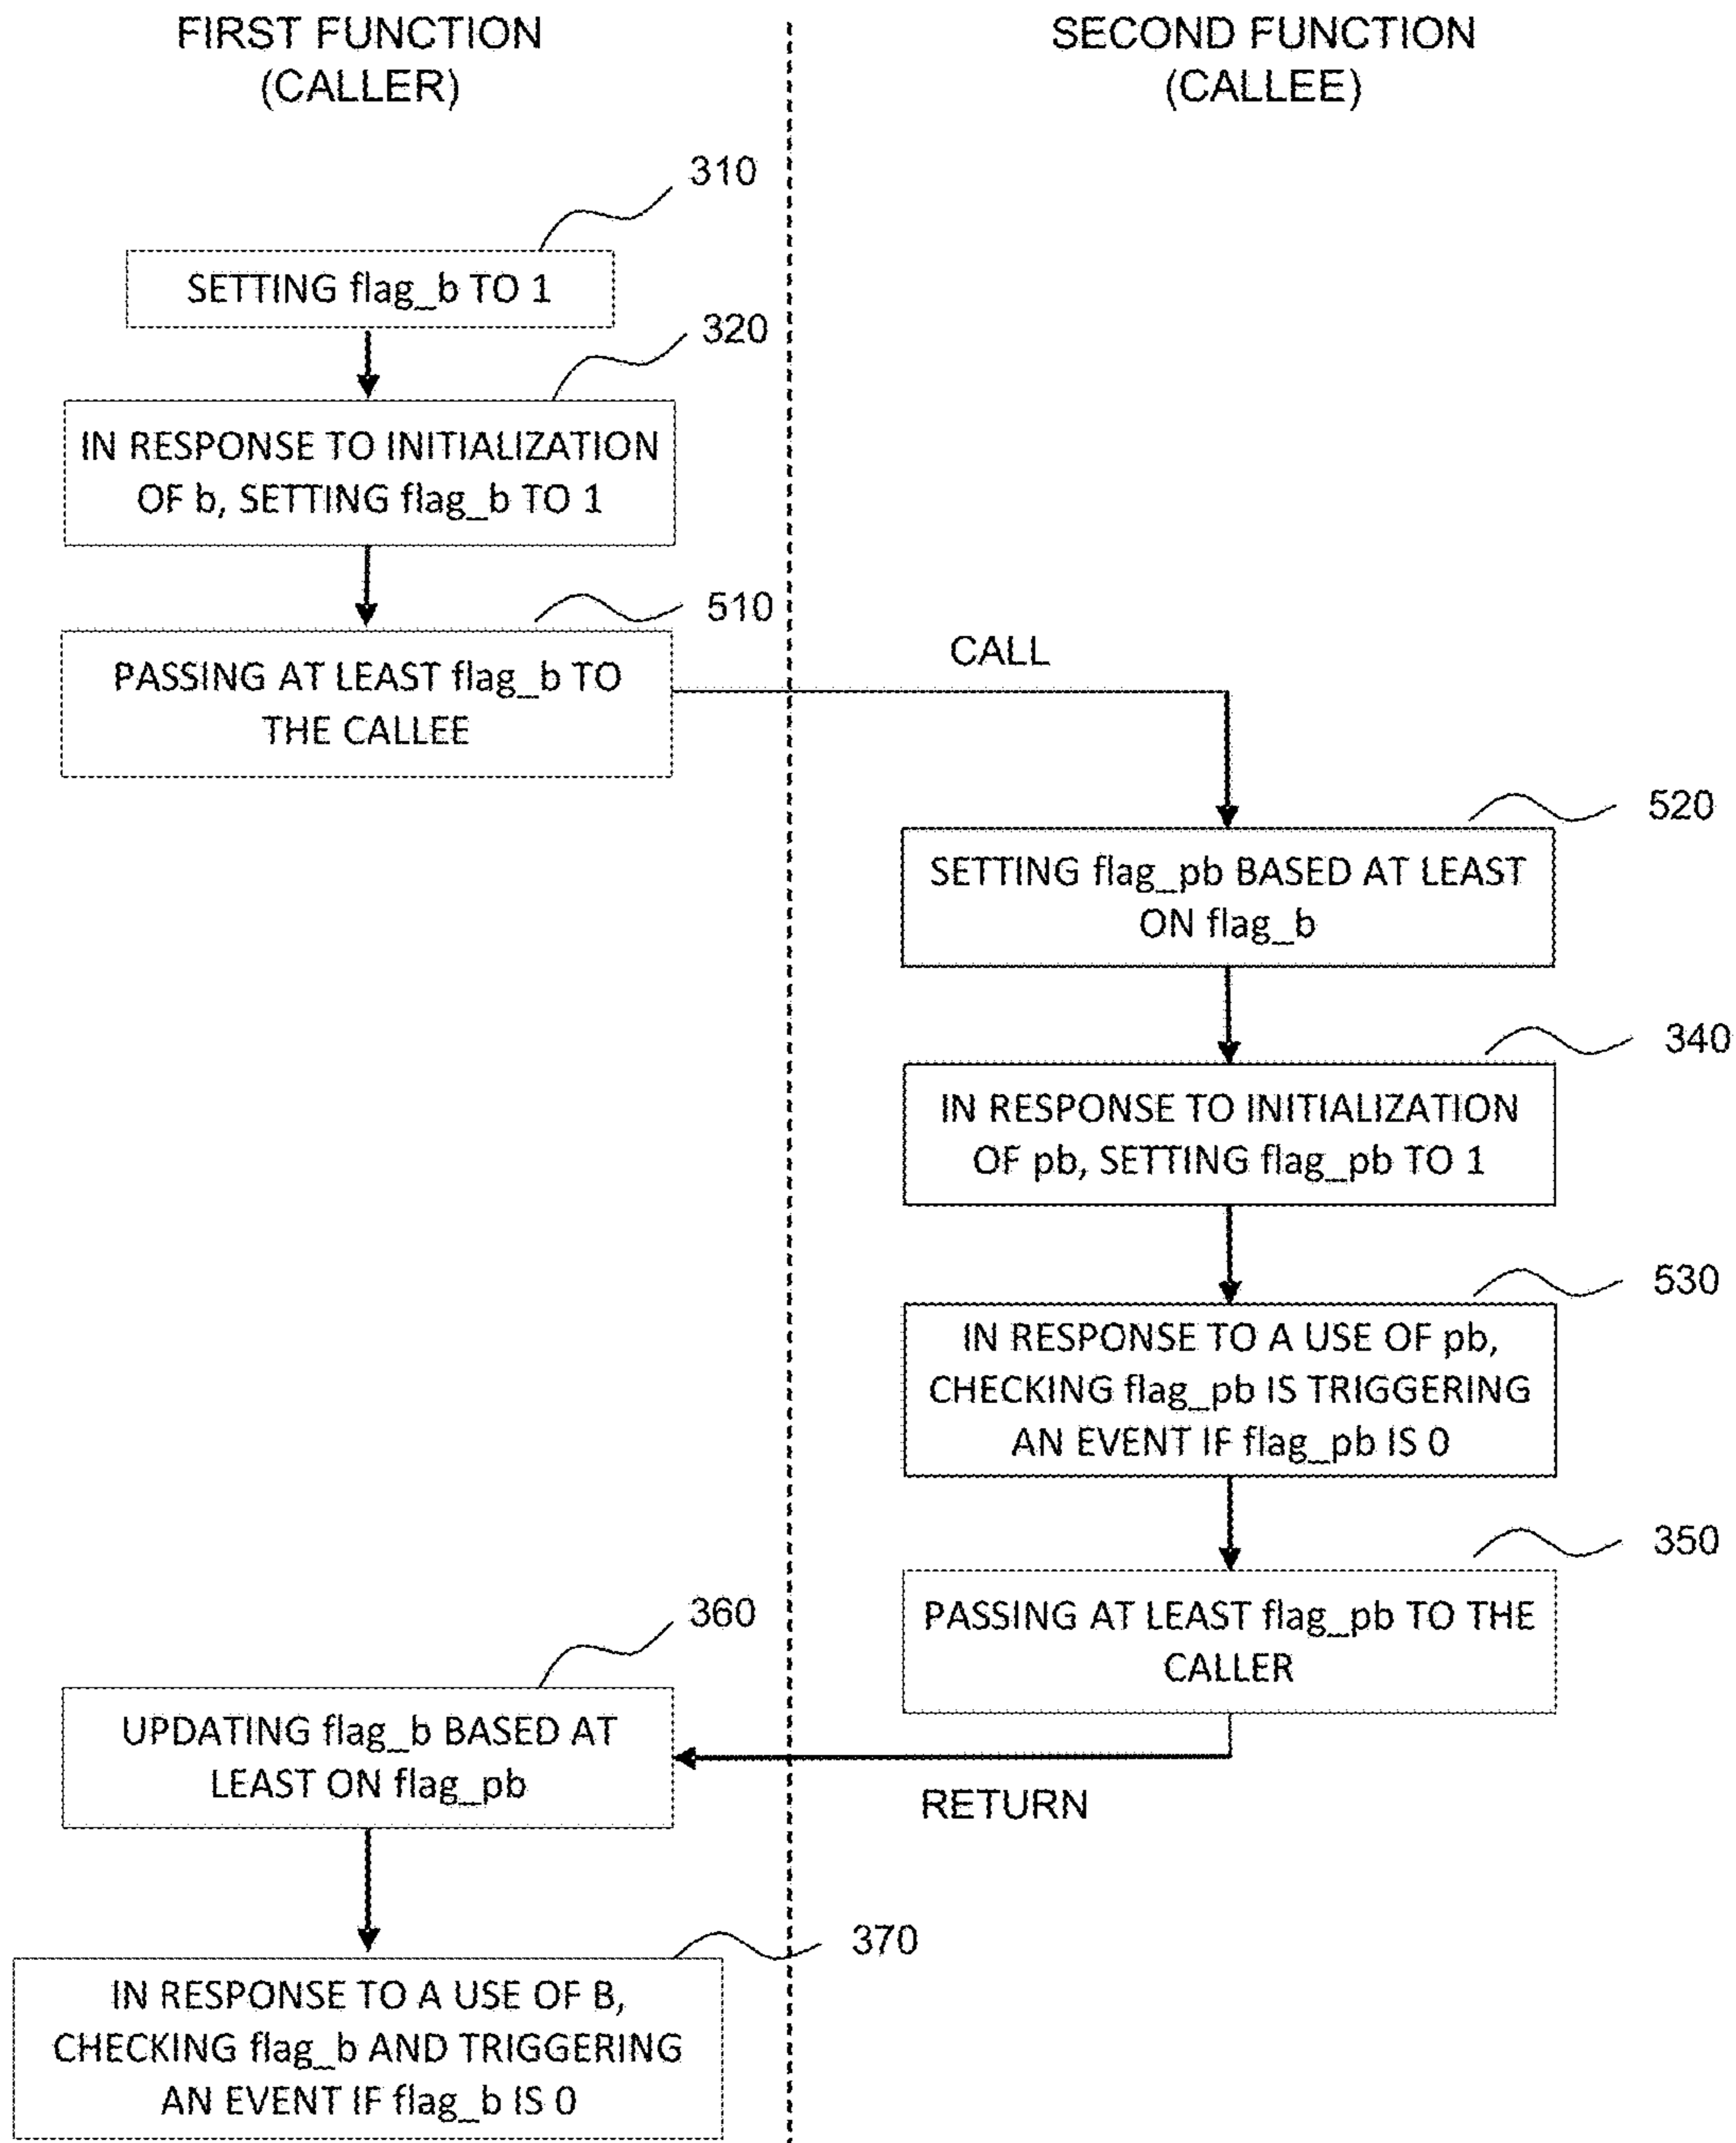 FIRST FUNCTION
(CALLER)
SECOND FUNCTION
(CALLEE)
310
SETTING flag_b TO 1
320
IN RESPONSE TO INITIALIZATION
OF b, SETTING flag_b TO 1
510
PASSING AT LEAST flag_b TO
THE CALLEE
CALL
520
SETTING flag_pb BASED AT LEAST
ON flag_b
340
IN RESPONSE TO INITIALIZATION
OF pb, SETTING flag_pb TO 1
530
IN RESPONSE TO A USE OF pb,
CHECKING flag_pb IS TRIGGERING
AN EVENT IF flag_pb IS 0
350
PASSING AT LEAST flag_pb TO THE
CALLER
360
UPDATING flag_b BASED AT
LEAST ON flag_pb
RETURN
370
IN RESPONSE TO A USE OF B,
CHECKING flag_b AND TRIGGERING
AN EVENT IF flag_b IS 0